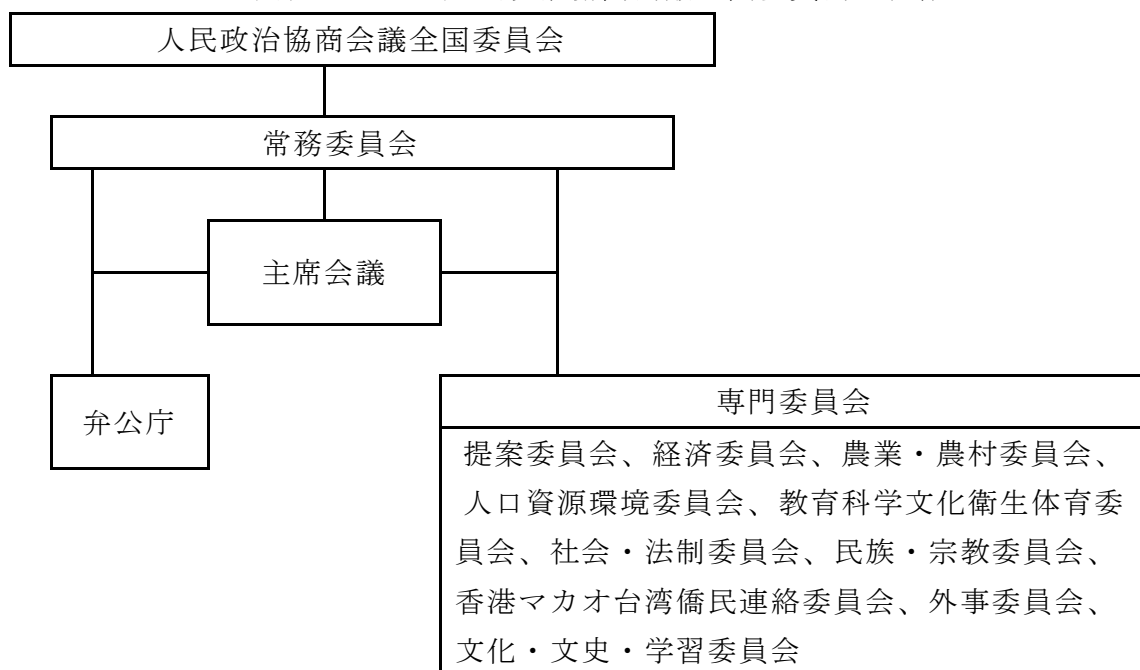 人民政治協商会議全国委員会
常務委員会
主席会議
弁公庁
専門委員会
提案委員会、経済委員会、農業・農村委員会、
人口資源環境委員会、教育科学文化衛生体育委
員会、社会・法制委員会、民族・宗教委員会、
香港マカオ台湾僑民連絡委員会、外事委員会、
文化・文史・学習委員会